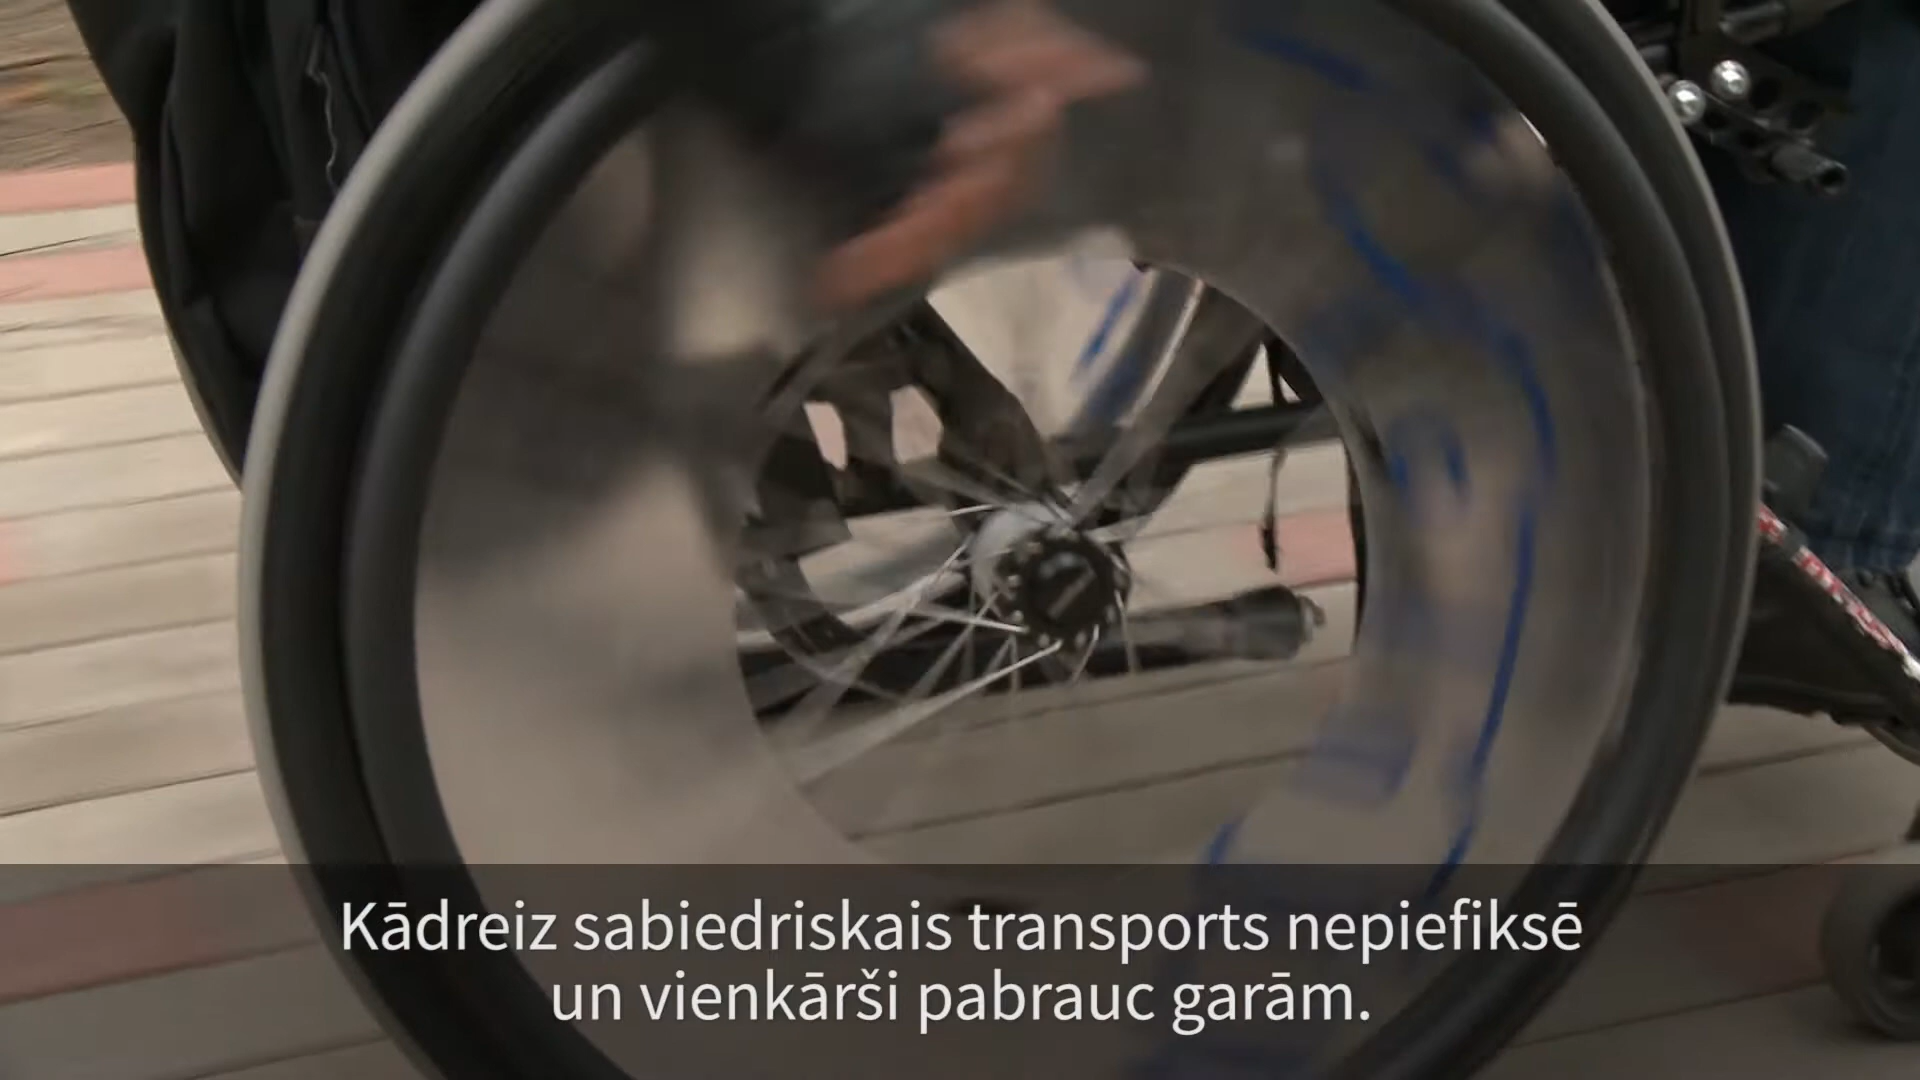 Kādreiz sabiedriskais transports nepiefiksē
un vienkārši pabrauc garām.